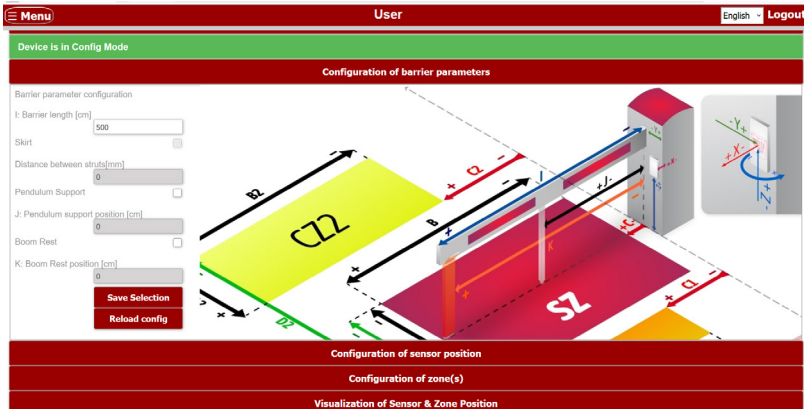 ≡ Menu
User
English
Logout
Device is in Config Mode
Configuration of barrier parameters
Barrier parameter configuration
I: Barrier length [cm]
500
Skirt
Distance between struts[mm]
0
Pendulum Support
J: Pendulum support position [cm]
0
Boom Rest
K: Boom Rest position [cm]
0
Save Selection
Reload config
B2
CZ2
D2
C2
B
I
J
K
C
SZ
C1
-Y+
+X-
-Z+
Configuration of sensor position
Configuration of zone(s)
Visualization of Sensor & Zone Position